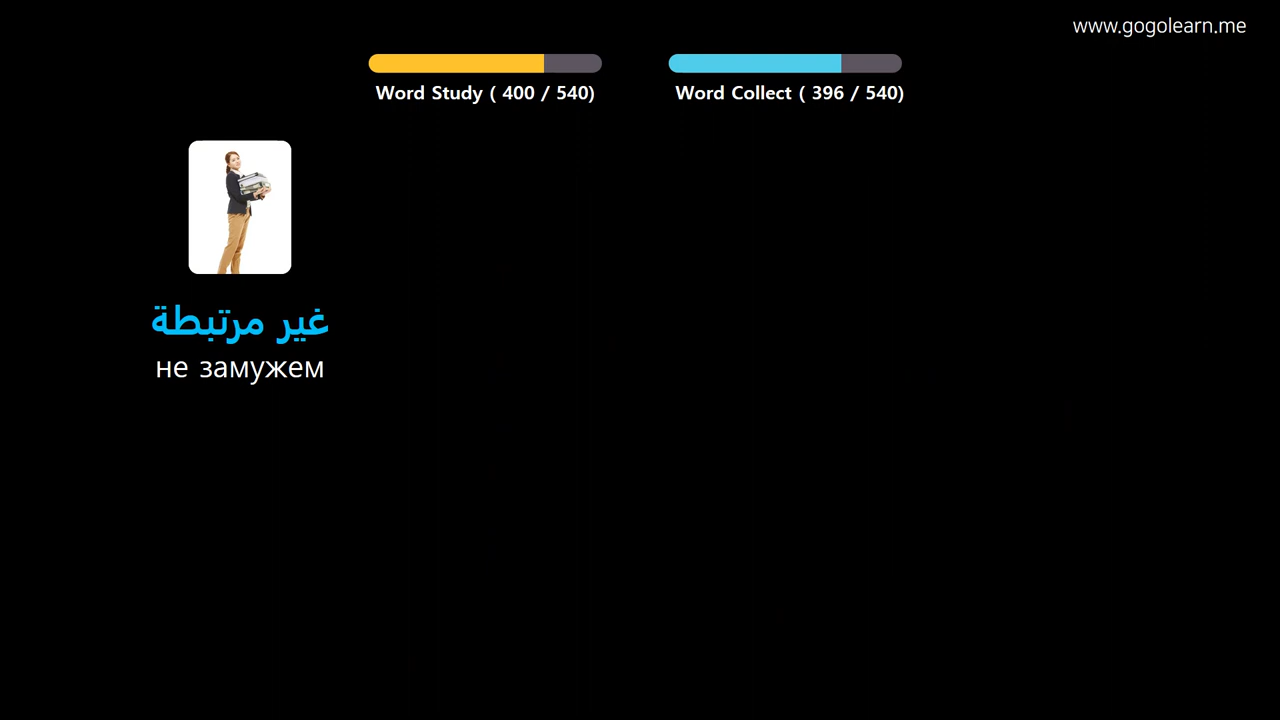 www.gogolearn.me
Word Study ( 400 / 540)
Word Collect ( 396 / 540)
غير مرتبطة
не замужем